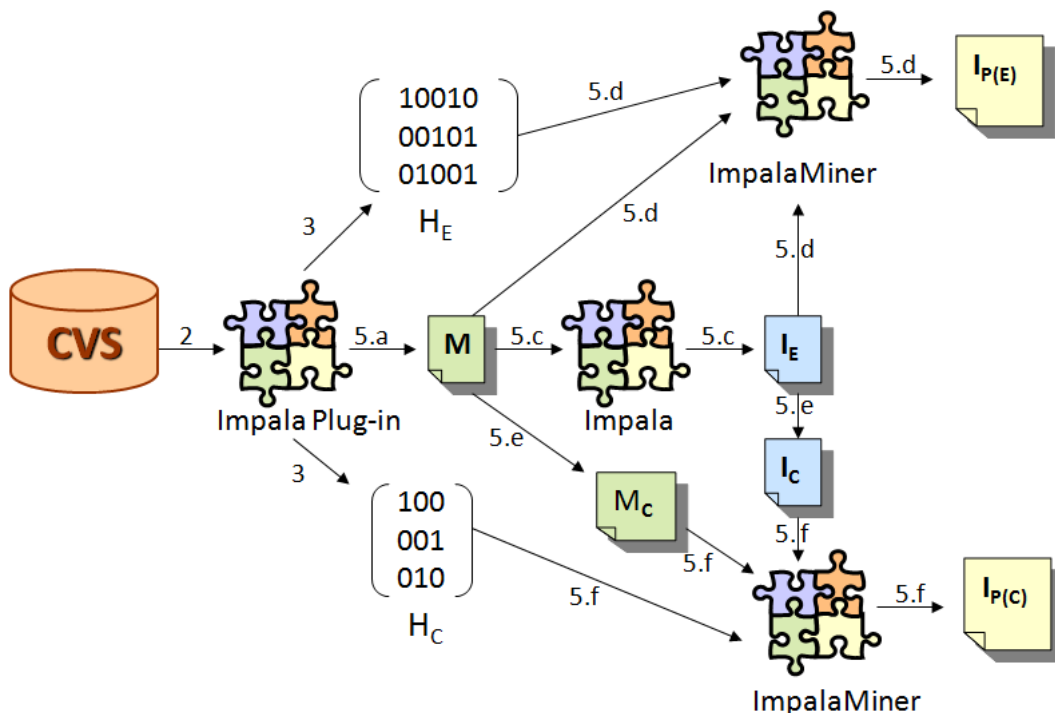 10010
00101
01001
H_E
5.d
ImpalaMiner
5.d
I_P(E)
5.d
3
5.d
CVS
2
Impala Plug-in
5.a
M
5.c
Impala
5.c
I_E
5.e
5.e
I_C
3
100
001
010
H_C
M_C
5.f
5.f
5.f
ImpalaMiner
5.f
I_P(C)